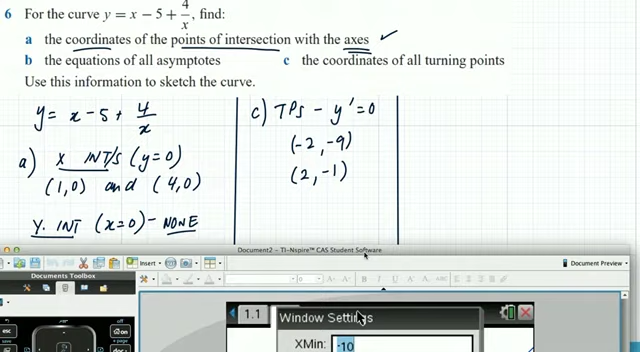 6 For the curve y = x − 5 + 4/x, find:
a the coordinates of the points of intersection with the axes ✓
b the equations of all asymptotes c the coordinates of all turning points
Use this information to sketch the curve.
y = x − 5 + 4/x
a) X INT/S (y=0)
(1,0) and (4,0)
Y. INT (x=0) – NONE
c) TPs – y' = 0
(-2, -9)
(2, -1)
Document2 - TI-Nspire™ CAS Student Software
Insert
Document Preview
Documents Toolbox
esc
on
1.1
Window Settings
XMin: -10